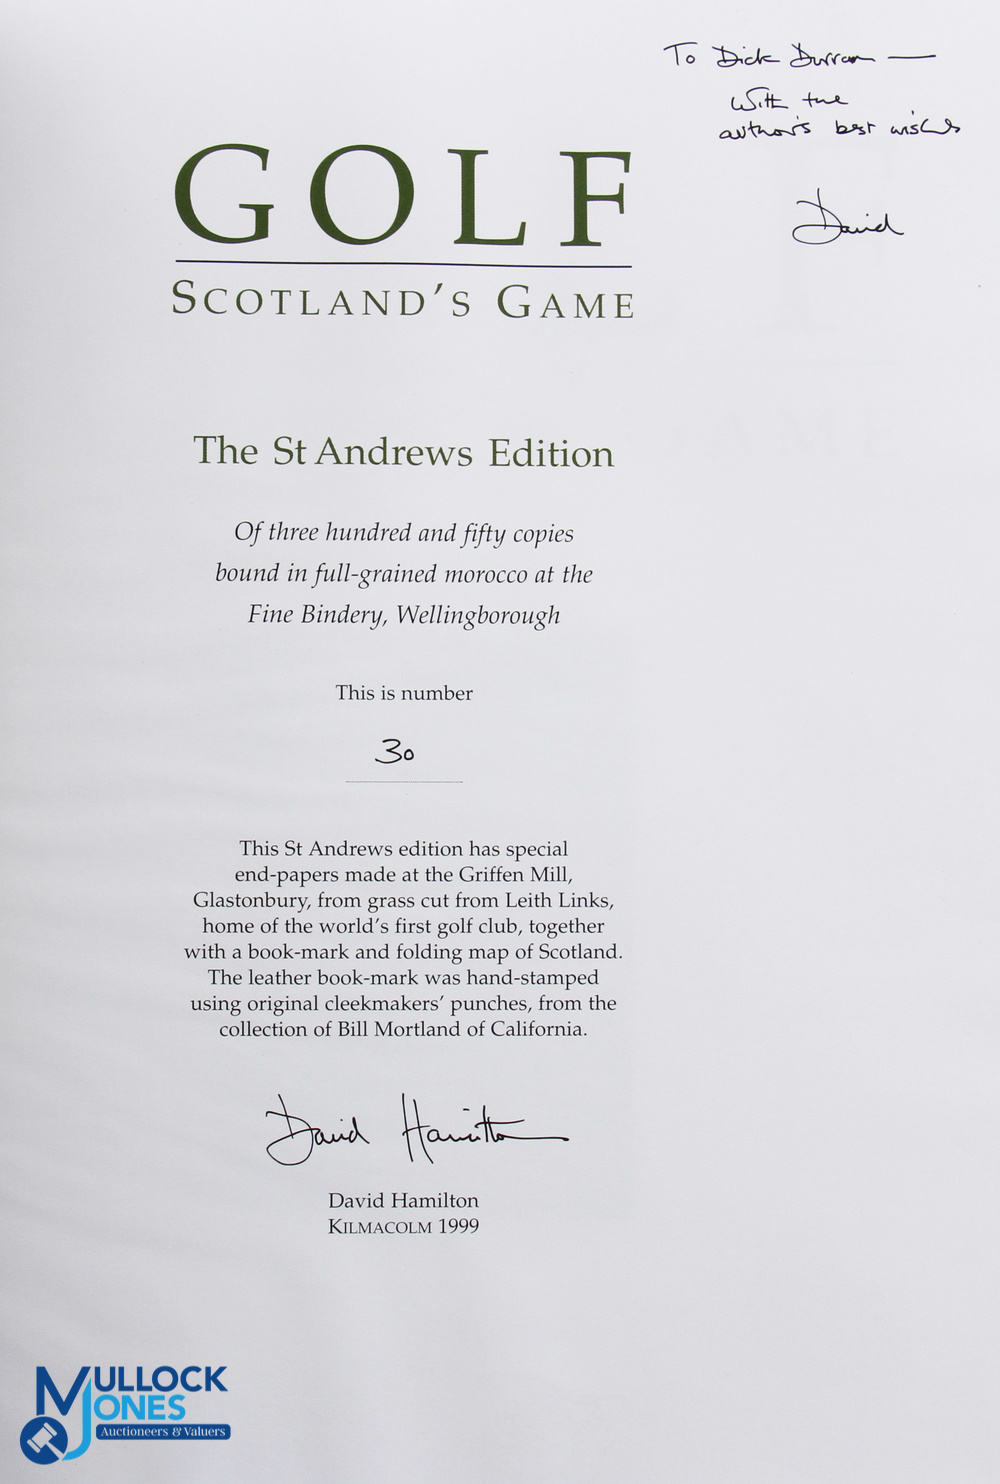 To Dick Durran —
With the
author's best wishes
David
GOLF
SCOTLAND'S GAME
The St Andrews Edition
Of three hundred and fifty copies
bound in full-grained morocco at the
Fine Bindery, Wellingborough
This is number
30
This St Andrews edition has special
end-papers made at the Griffen Mill,
Glastonbury, from grass cut from Leith Links,
home of the world's first golf club, together
with a book-mark and folding map of Scotland.
The leather book-mark was hand-stamped
using original cleekmakers' punches, from the
collection of Bill Mortland of California.
David Hamilton
David Hamilton
KILMACOLM 1999
MULLOCK
JONES
Auctioneers & Valuers